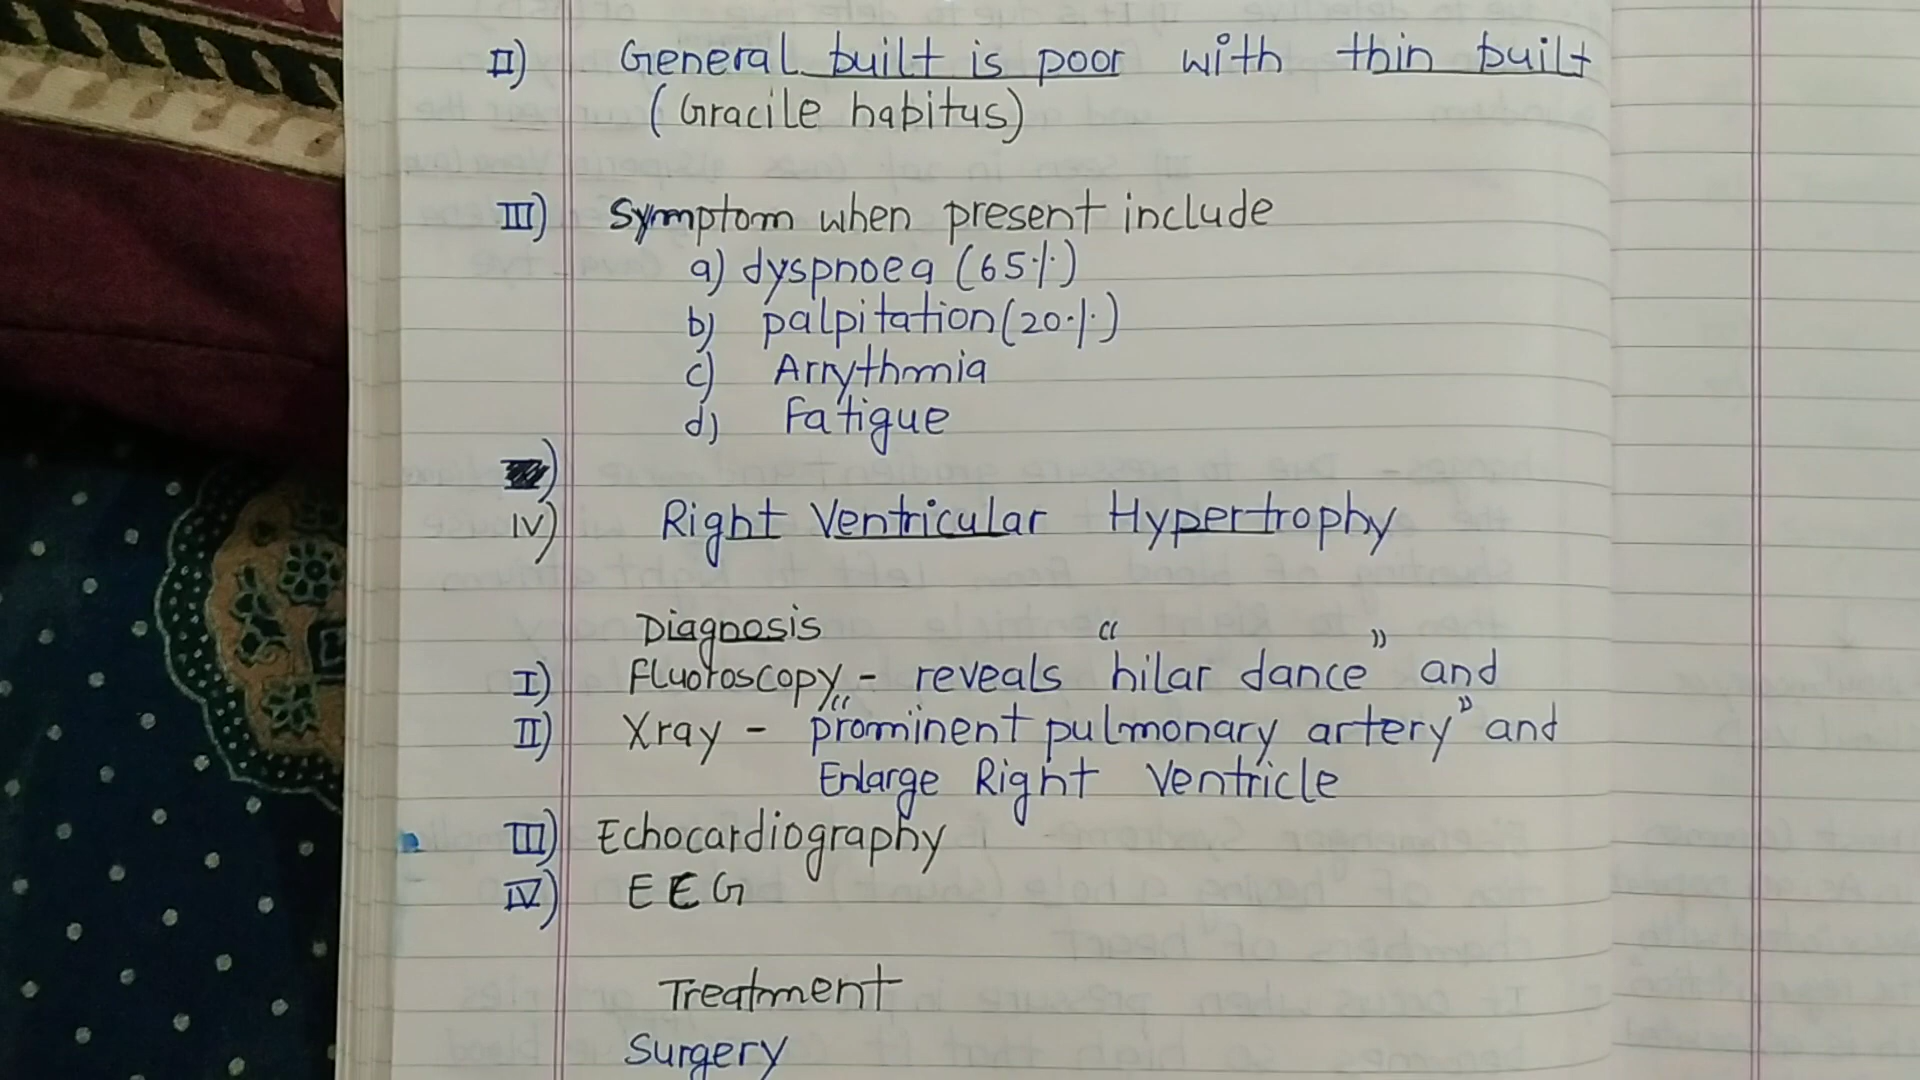 II) General built is poor with thin built
(Gracile habitus)
III) Symptom when present include
a) dyspnoea (65%)
b) palpitation (20%)
c) Arrythmia
d) Fatigue
IV) Right Ventricular Hypertrophy
Diagnosis
I) Fluoroscopy - reveals "hilar dance" and
II) Xray - "prominent pulmonary artery" and
Enlarge Right Ventricle
III) Echocardiography
IV) EEG
Treatment
Surgery